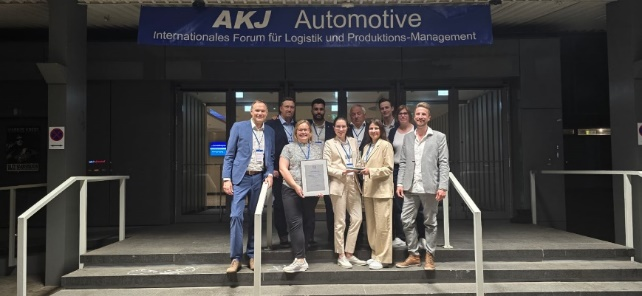 AKJ Automotive
Internationales Forum für Logistik und Produktions-Management